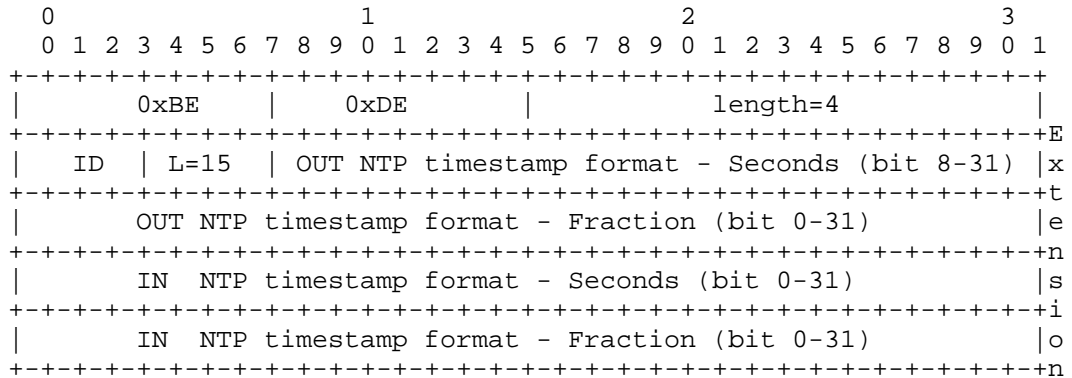 0                   1                   2                   3
 0 1 2 3 4 5 6 7 8 9 0 1 2 3 4 5 6 7 8 9 0 1 2 3 4 5 6 7 8 9 0 1
+-+-+-+-+-+-+-+-+-+-+-+-+-+-+-+-+-+-+-+-+-+-+-+-+-+-+-+-+-+-+-+-+
|       0xBE    |    0xDE       |           length=4            |
+-+-+-+-+-+-+-+-+-+-+-+-+-+-+-+-+-+-+-+-+-+-+-+-+-+-+-+-+-+-+-+-+E
|   ID  | L=15  | OUT NTP timestamp format - Seconds (bit 8-31) |x
+-+-+-+-+-+-+-+-+-+-+-+-+-+-+-+-+-+-+-+-+-+-+-+-+-+-+-+-+-+-+-+-+t
|       OUT NTP timestamp format - Fraction (bit 0-31)          |e
+-+-+-+-+-+-+-+-+-+-+-+-+-+-+-+-+-+-+-+-+-+-+-+-+-+-+-+-+-+-+-+-+n
|       IN  NTP timestamp format - Seconds (bit 0-31)           |s
+-+-+-+-+-+-+-+-+-+-+-+-+-+-+-+-+-+-+-+-+-+-+-+-+-+-+-+-+-+-+-+-+i
|       IN  NTP timestamp format - Fraction (bit 0-31)          |o
+-+-+-+-+-+-+-+-+-+-+-+-+-+-+-+-+-+-+-+-+-+-+-+-+-+-+-+-+-+-+-+-+n